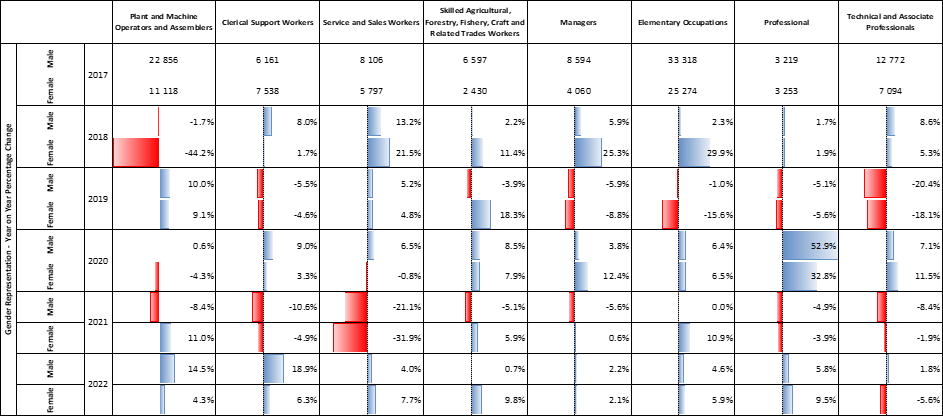 Plant and Machine Operators and Assemblers Clerical Support Workers Service and Sales Workers Skilled Agricultural, Forestry, Fishery, Craft and Related Trades Workers Managers Elementary Occupations Professional Technical and Associate Professionals
Gender Representation - Year on Year Percentage Change
2017
Male 22 856 6 161 8 106 6 597 8 594 33 318 3 219 12 772
Female 11 118 7 538 5 797 2 430 4 060 25 274 3 253 7 094
2018
Male -1.7% 8.0% 13.2% 2.2% 5.9% 2.3% 1.7% 8.6%
Female -44.2% 1.7% 21.5% 11.4% 25.3% 29.9% 1.9% 5.3%
2019
Male 10.0% -5.5% 5.2% -3.9% -5.9% -1.0% -5.1% -20.4%
Female 9.1% -4.6% 4.8% 18.3% -8.8% -15.6% -5.6% -18.1%
2020
Male 0.6% 9.0% 6.5% 8.5% 3.8% 6.4% 52.9% 7.1%
Female -4.3% 3.3% -0.8% 7.9% 12.4% 6.5% 32.8% 11.5%
2021
Male -8.4% -10.6% -21.1% -5.1% -5.6% 0.0% -4.9% -8.4%
Female 11.0% -4.9% -31.9% 5.9% 0.6% 10.9% -3.9% -1.9%
2022
Male 14.5% 18.9% 4.0% 0.7% 2.2% 4.6% 5.8% 1.8%
Female 4.3% 6.3% 7.7% 9.8% 2.1% 5.9% 9.5% -5.6%